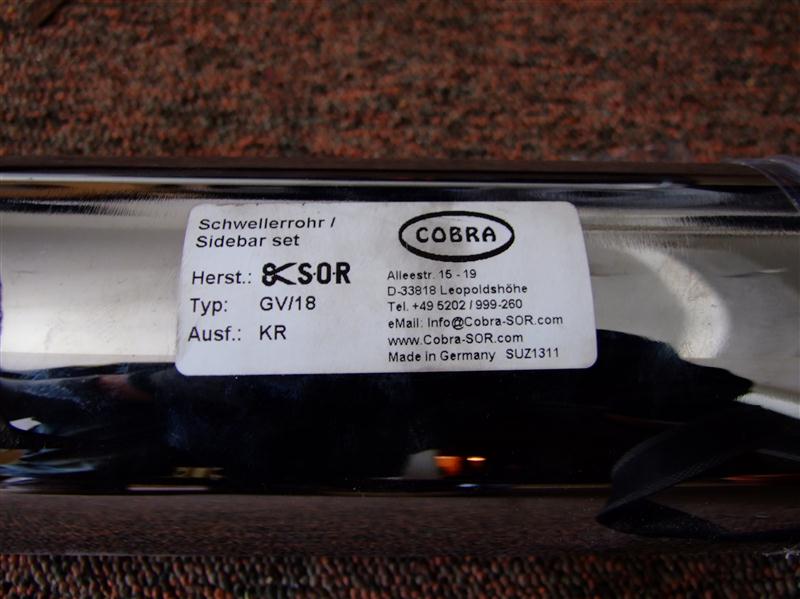 Schwellerrohr /
Sidebar set
Herst.: S·O·R
Typ: GV/18
Ausf.: KR
COBRA
Alleestr. 15 - 19
D-33818 Leopoldshöhe
Tel. +49 5202 / 999-260
eMail: Info@Cobra-SOR.com
www.Cobra-SOR.com
Made in Germany SUZ1311